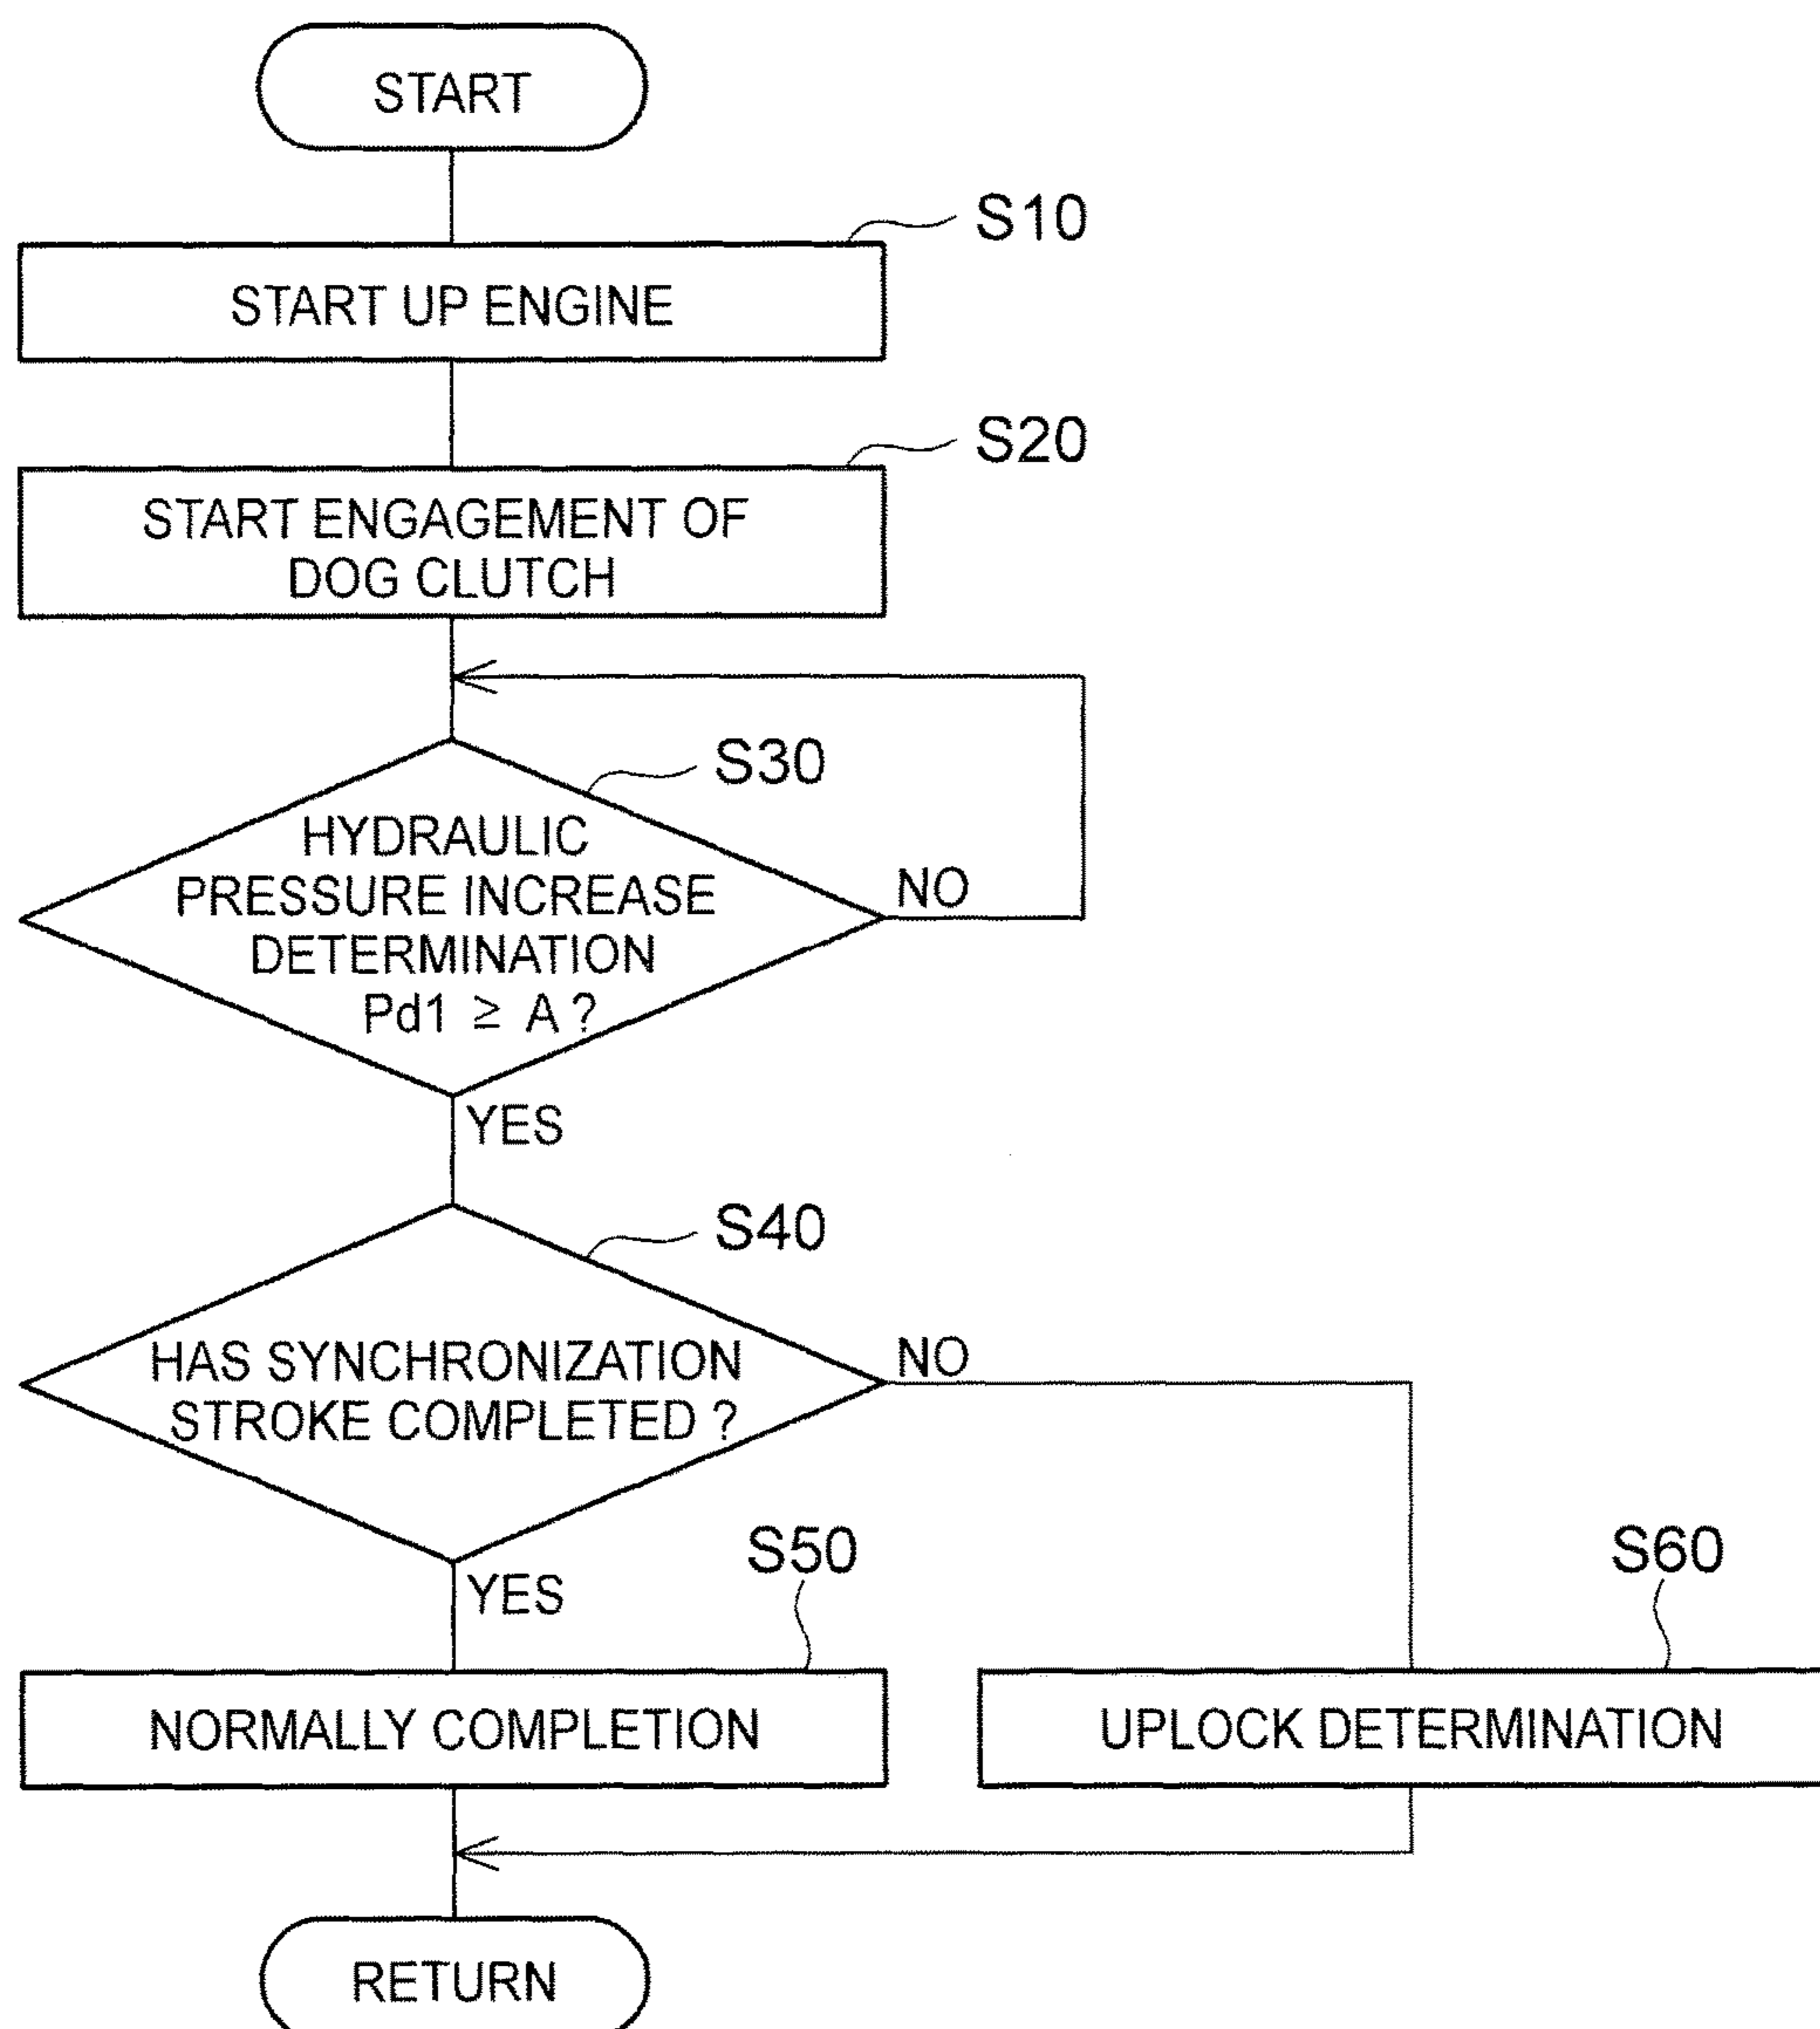 START
S10
START UP ENGINE
S20
START ENGAGEMENT OF
DOG CLUTCH
S30
HYDRAULIC
PRESSURE INCREASE
DETERMINATION
Pd1 ≥ A ?
NO
YES
S40
HAS SYNCHRONIZATION
STROKE COMPLETED ?
NO
YES
S50
NORMALLY COMPLETION
S60
UPLOCK DETERMINATION
RETURN